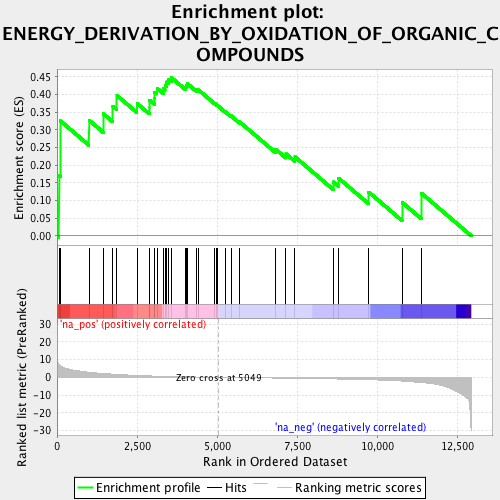 Enrichment plot:
ENERGY_DERIVATION_BY_OXIDATION_OF_ORGANIC_C
OMPOUNDS
Enrichment score (ES)
0.45
0.40
0.35
0.30
0.25
0.20
0.15
0.10
0.05
0.00
'na_pos' (positively correlated)
Ranked list metric (PreRanked)
30
20
10
0
-10
-20
-30
Zero cross at 5049
'na_neg' (negatively correlated)
0
2,500
5,000
7,500
10,000
12,500
Rank in Ordered Dataset
Enrichment profile
Hits
Ranking metric scores